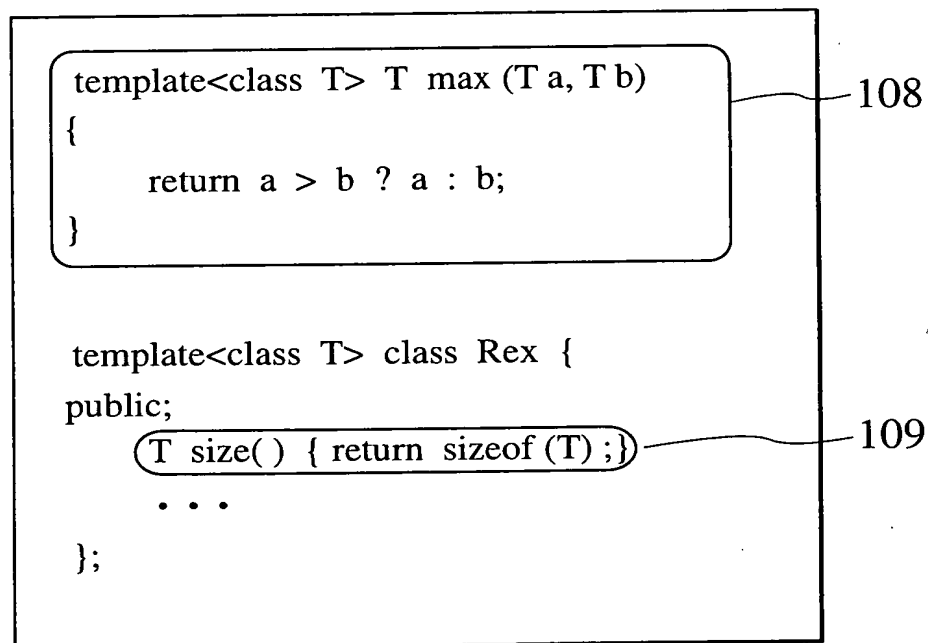 template<class T> T max (T a, T b)
108
{
return a > b ? a : b;
}
template<class T> class Rex {
public;
T size( ) { return sizeof (T) ;}
109
• • •
};